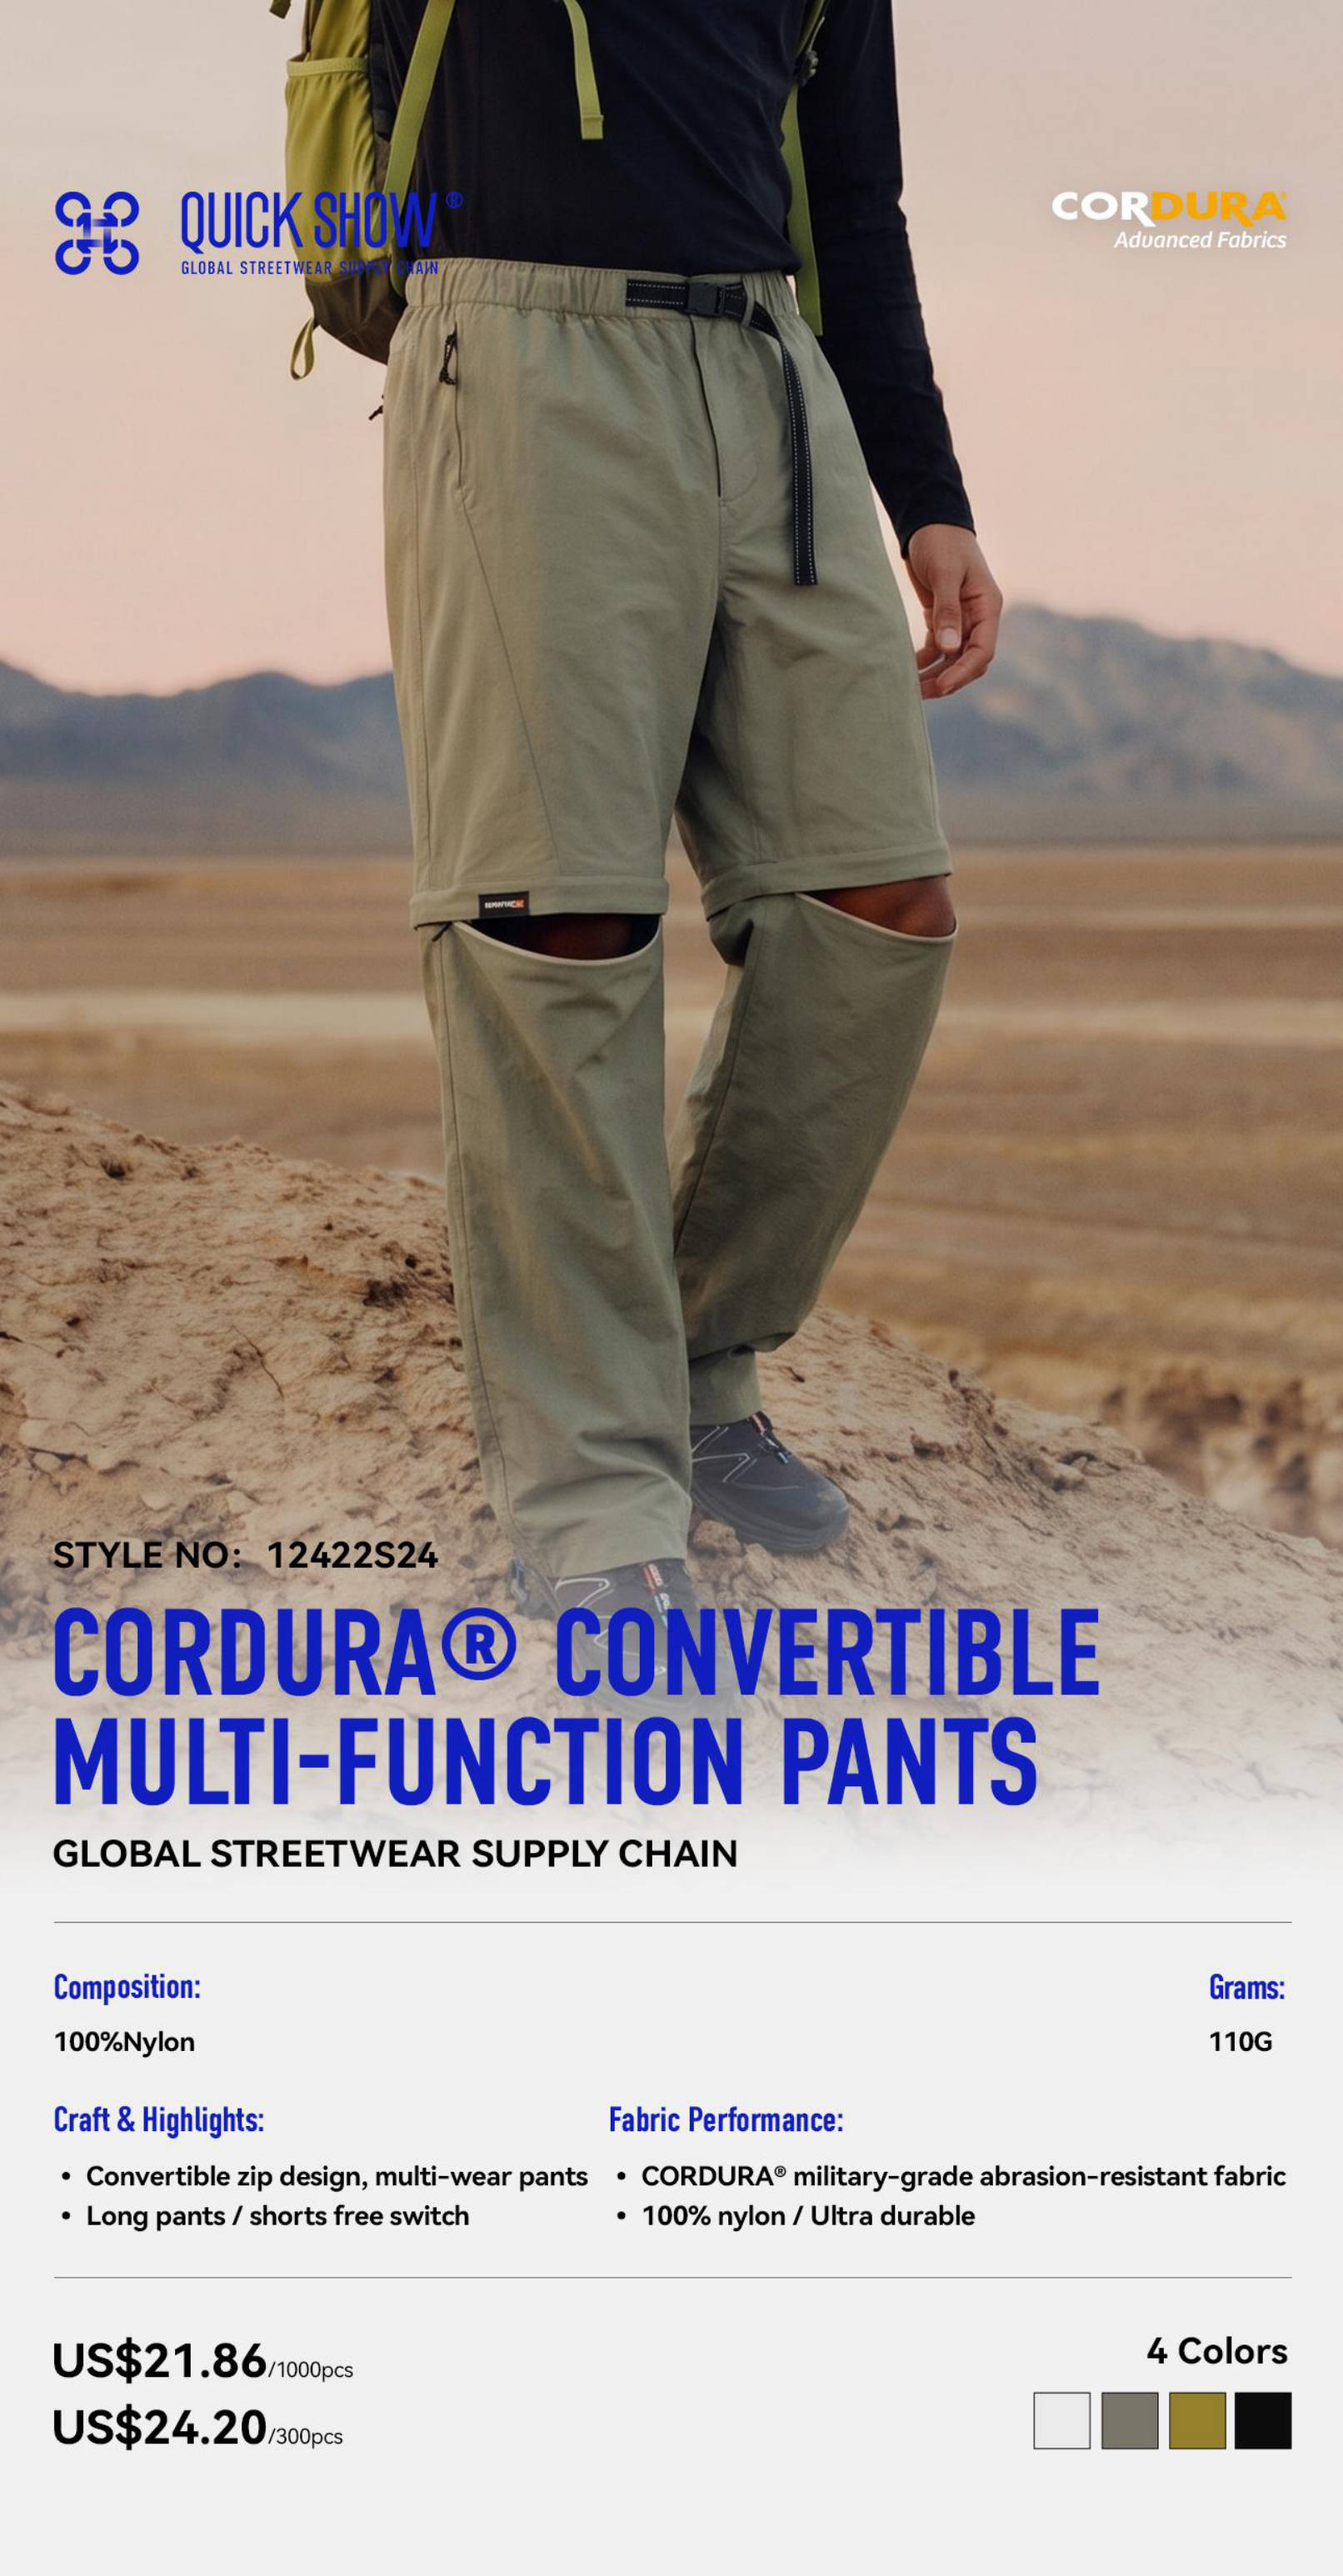 QUICK SHOW®
GLOBAL STREETWEAR SUPPLY CHAIN
CORDURA®
Advanced Fabrics
STYLE NO: 12422S24
CORDURA® CONVERTIBLE
MULTI-FUNCTION PANTS
GLOBAL STREETWEAR SUPPLY CHAIN
Composition:
100%Nylon
Grams:
110G
Craft & Highlights:
• Convertible zip design, multi-wear pants
• Long pants / shorts free switch
Fabric Performance:
• CORDURA® military-grade abrasion-resistant fabric
• 100% nylon / Ultra durable
US$21.86/1000pcs
US$24.20/300pcs
4 Colors